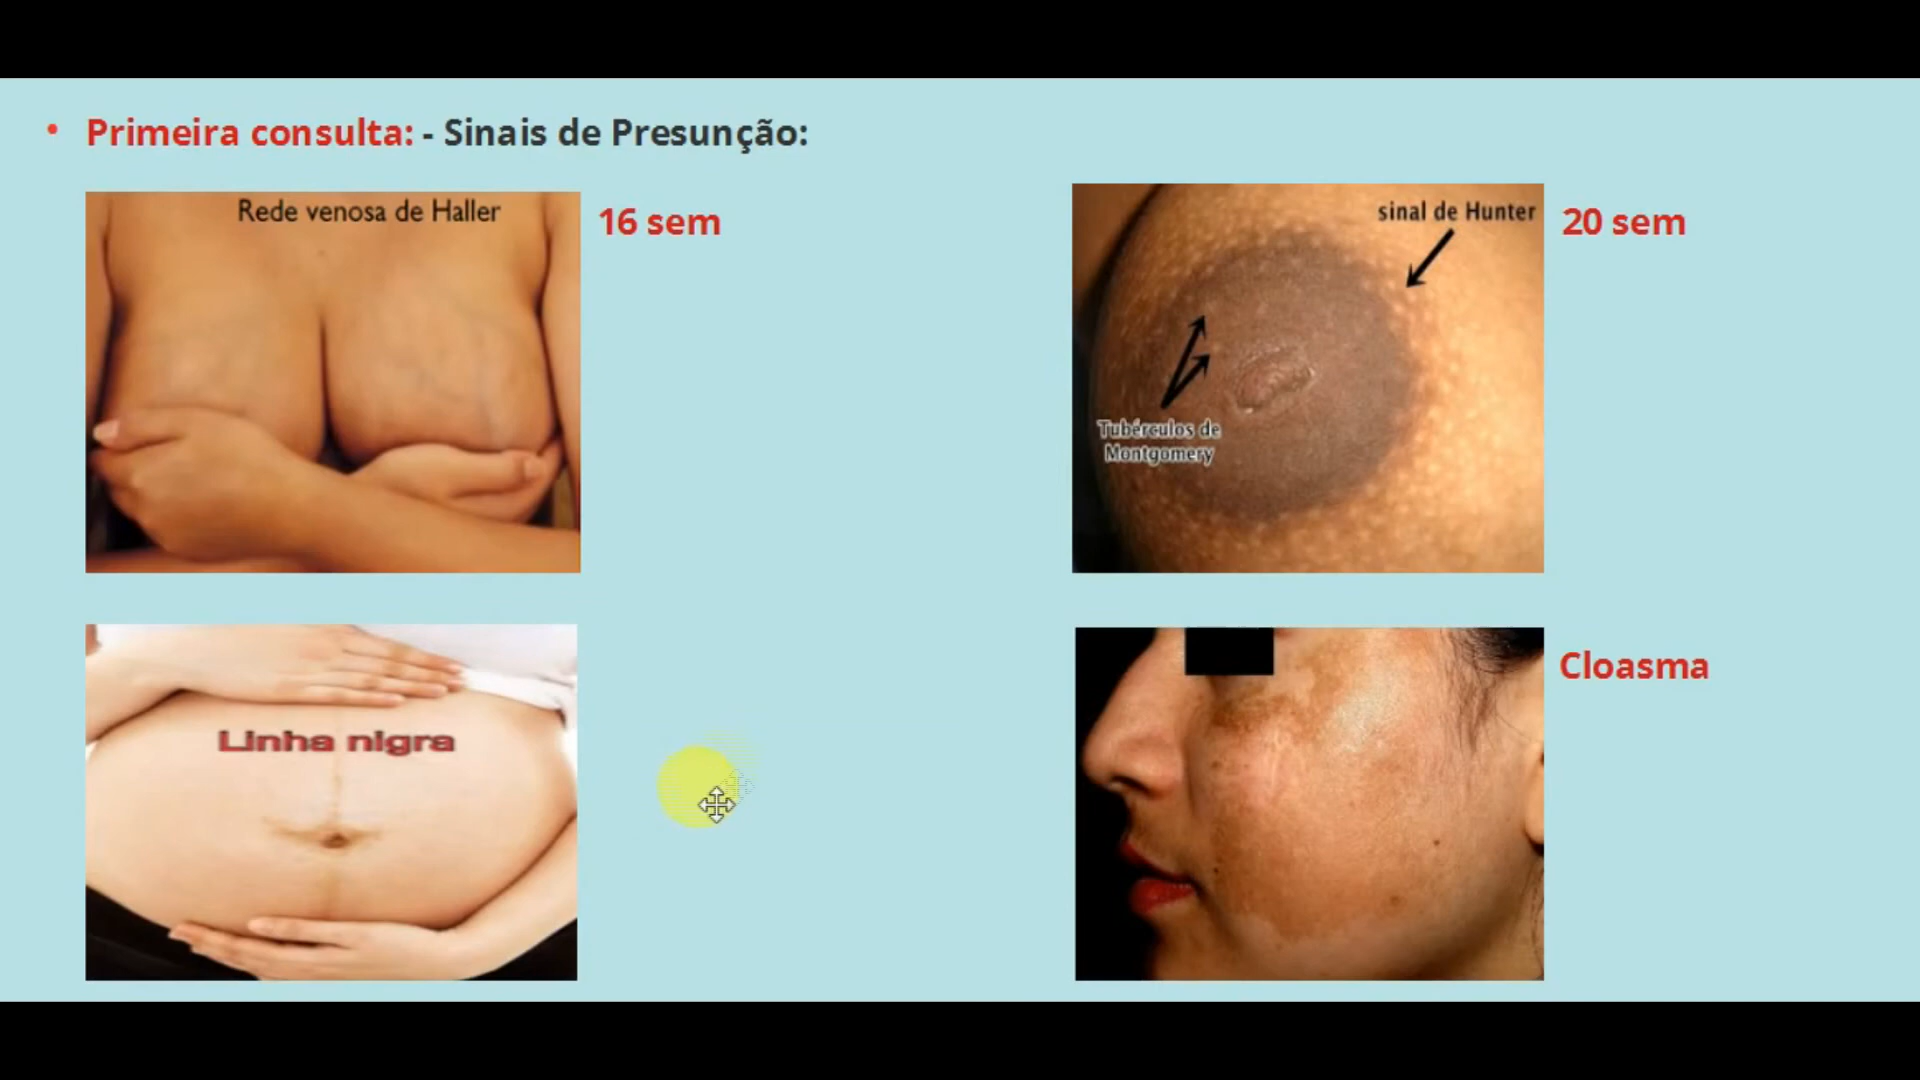 • Primeira consulta: - Sinais de Presunção:
Rede venosa de Haller
16 sem
sinal de Hunter
20 sem
Tubérculos de
Montgomery
Linha nigra
Cloasma